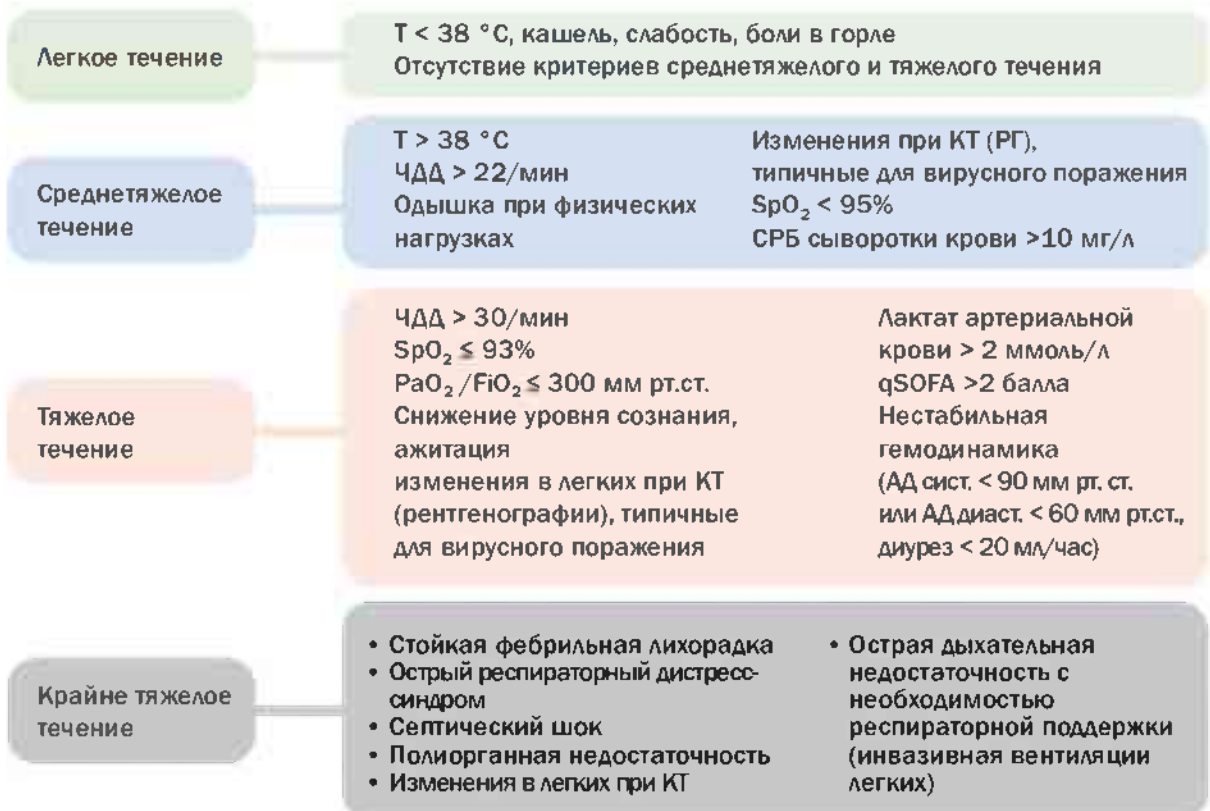 Легкое течение
T < 38 °C, кашель, слабость, боли в горле
Отсутствие критериев среднетяжелого и тяжелого течения
Среднетяжелое
течение
T > 38 °C
ЧДД > 22/мин
Одышка при физических
нагрузках
Изменения при КТ (РГ),
типичные для вирусного поражения
SpO₂ < 95%
СРБ сыворотки крови >10 мг/л
Тяжелое
течение
ЧДД > 30/мин
SpO₂ ≤ 93%
PaO₂ /FiO₂ ≤ 300 мм рт.ст.
Снижение уровня сознания,
ажитация
изменения в легких при КТ
(рентгенографии), типичные
для вирусного поражения
Лактат артериальной
крови > 2 ммоль/л
qSOFA >2 балла
Нестабильная
гемодинамика
(АД сист. < 90 мм рт. ст.
или АД диаст. < 60 мм рт.ст.,
диурез < 20 мл/час)
Крайне тяжелое
течение
• Стойкая фебрильная лихорадка
• Острый респираторный дистресс-
синдром
• Септический шок
• Полиорганная недостаточность
• Изменения в легких при КТ
• Острая дыхательная
недостаточность с
необходимостью
респираторной поддержки
(инвазивная вентиляции
легких)